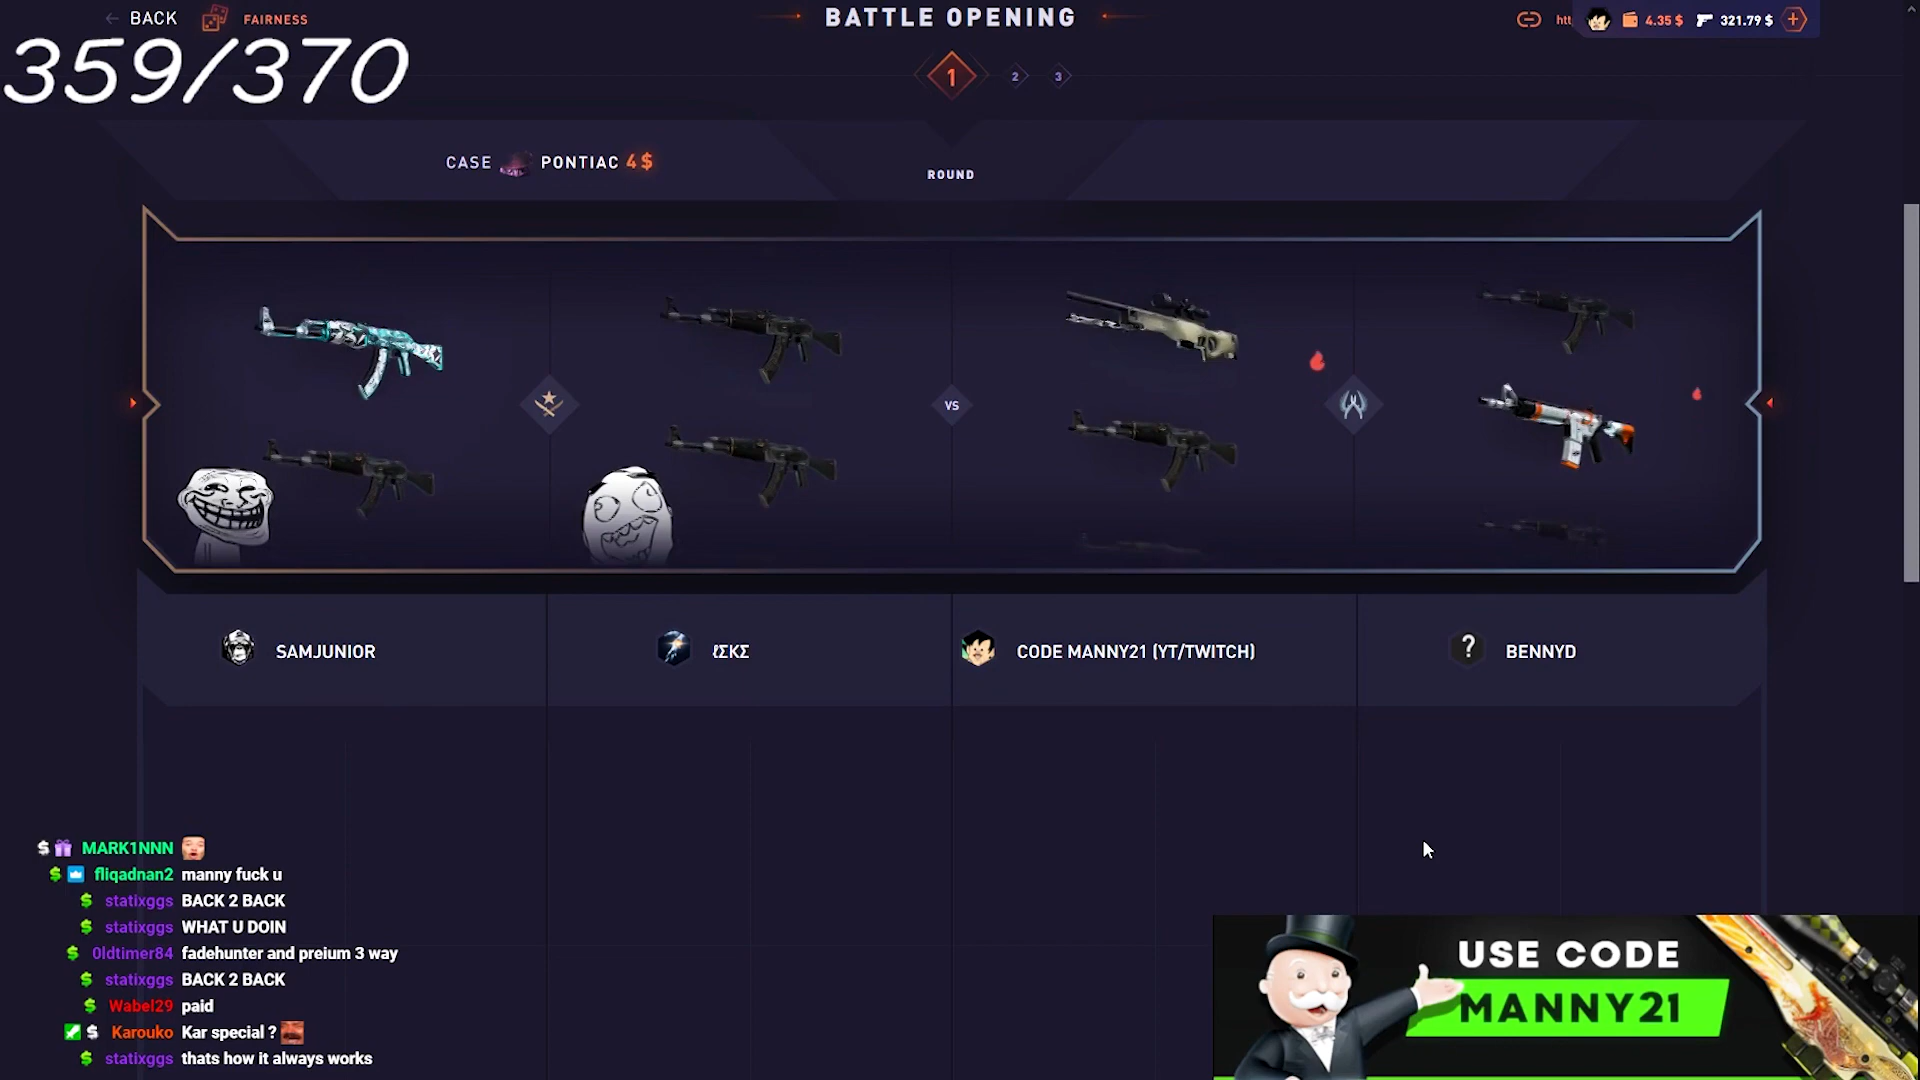 BACK
FAIRNESS
BATTLE OPENING
htt
4.35 $
321.79 $
359/370
1
2
3
CASE PONTIAC 4$
ROUND
VS
SAMJUNIOR
ℓΣKΣ
CODE MANNY21 (YT/TWITCH)
?
BENNYD
MARK1NNN
fliqadnan2 manny fuck u
statixggs BACK 2 BACK
statixggs WHAT U DOIN
0ldtimer84 fadehunter and preium 3 way
statixggs BACK 2 BACK
Wabel29 paid
Karouko Kar special ?
statixggs thats how it always works
USE CODE
MANNY21